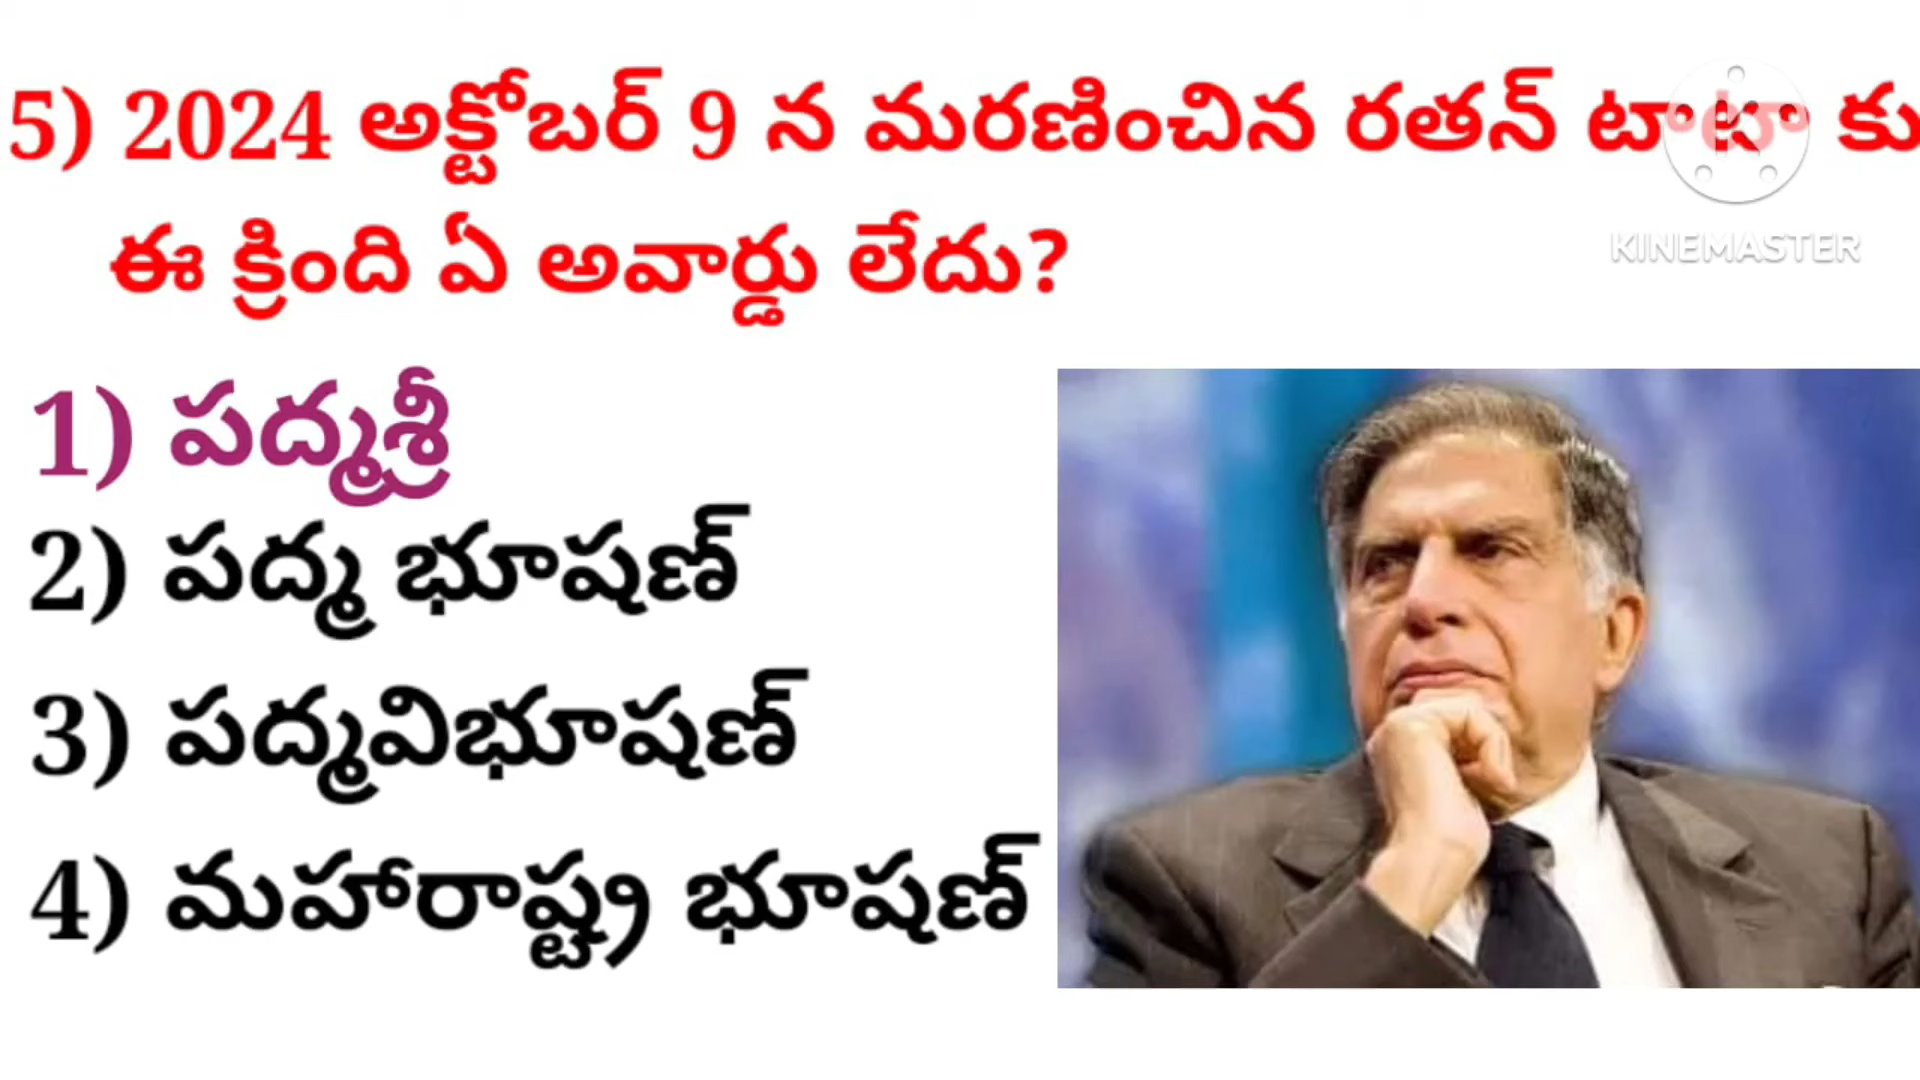 5) 2024 అక్టోబర్ 9 న మరణించిన రతన్ టాటా కు
ఈ క్రింది ఏ అవార్డు లేదు?
KINEMASTER
1) పద్మశ్రీ
2) పద్మ భూషణ్
3) పద్మవిభూషణ్
4) మహారాష్ట్ర భూషణ్